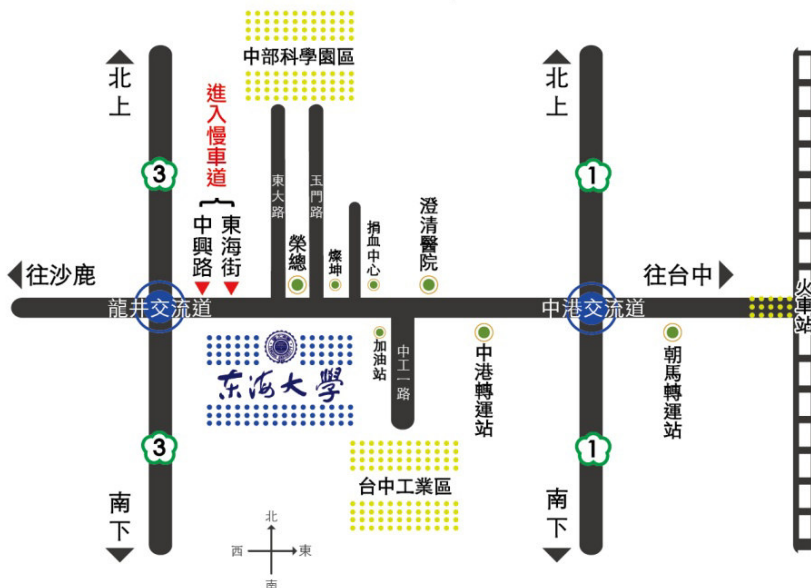 中部科學園區
北上
北上
進入慢車道
3
1
東大路
玉門路
中興路
東海街
榮總
燦坤
捐血中心
澄清醫院
往沙鹿
往台中
火車站
龍井交流道
中港交流道
東海大學
加油站
中工一路
中港轉運站
朝馬轉運站
3
1
台中工業區
南下
南下
北
西
東
南